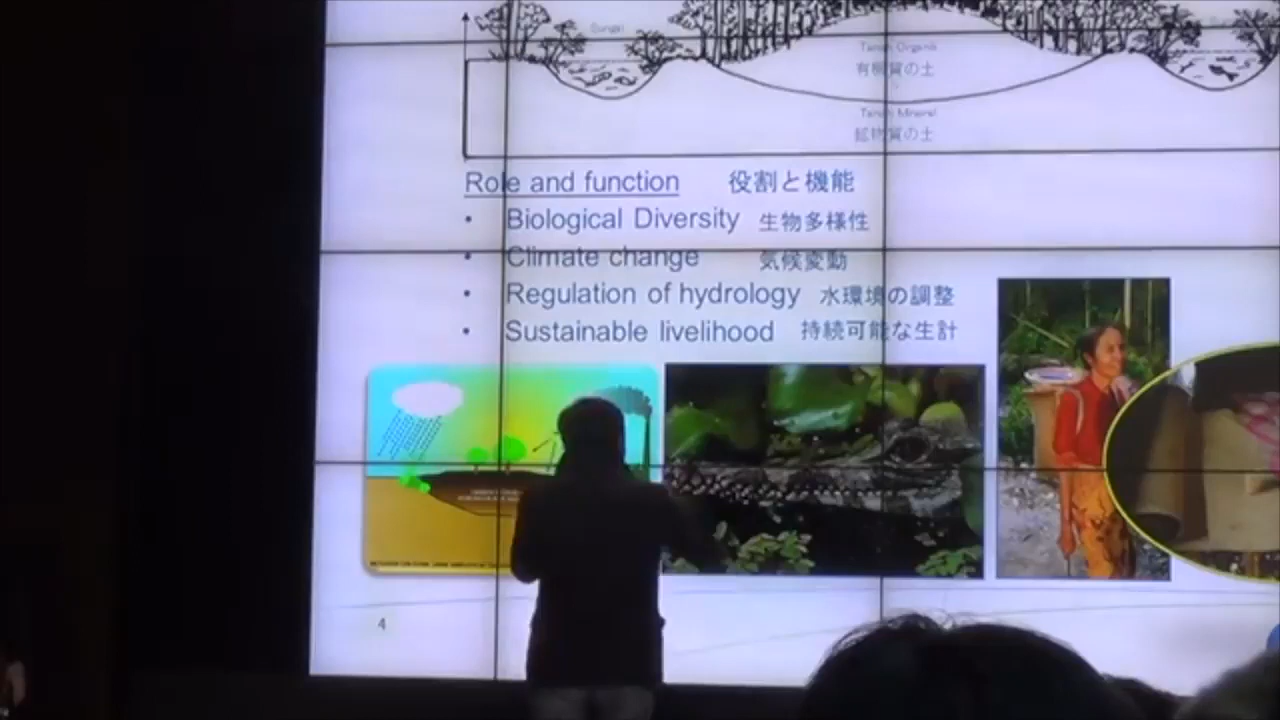 Sungai
Tanah Organik
有機質の土
Tanah Mineral
鉱物質の土
Role and function 役割と機能
• Biological Diversity 生物多様性
• Climate change 気候変動
• Regulation of hydrology 水環境の調整
• Sustainable livelihood 持続可能な生計
4